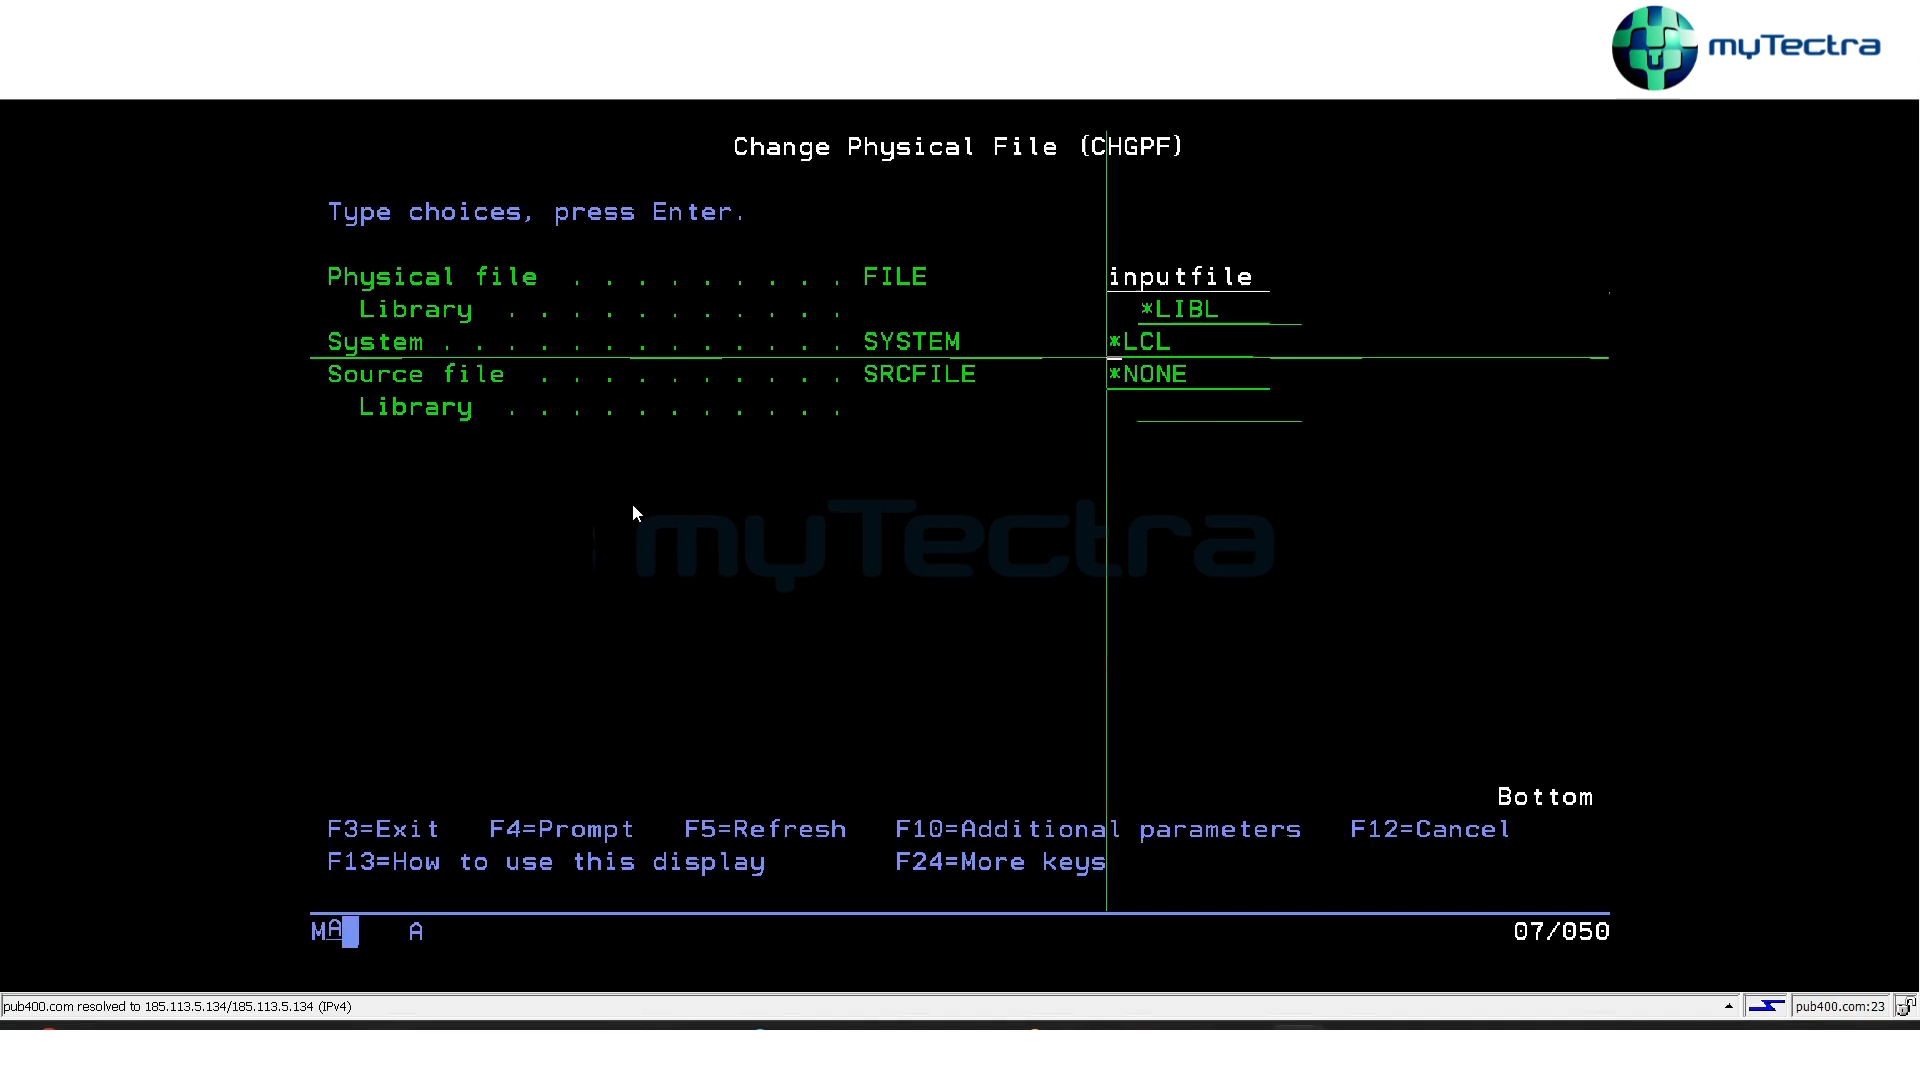 myTectra
Change Physical File (CHGPF)
Type choices, press Enter.
Physical file . . . . . . . . . FILE inputfile
Library . . . . . . . . . . . *LIBL
System . . . . . . . . . . . . . SYSTEM *LCL
Source file . . . . . . . . . . SRCFILE *NONE
Library . . . . . . . . . . .
myTectra
Bottom
F3=Exit F4=Prompt F5=Refresh F10=Additional parameters F12=Cancel
F13=How to use this display F24=More keys
MA A 07/050
pub400.com resolved to 185.113.5.134/185.113.5.134 (IPv4) pub400.com:23